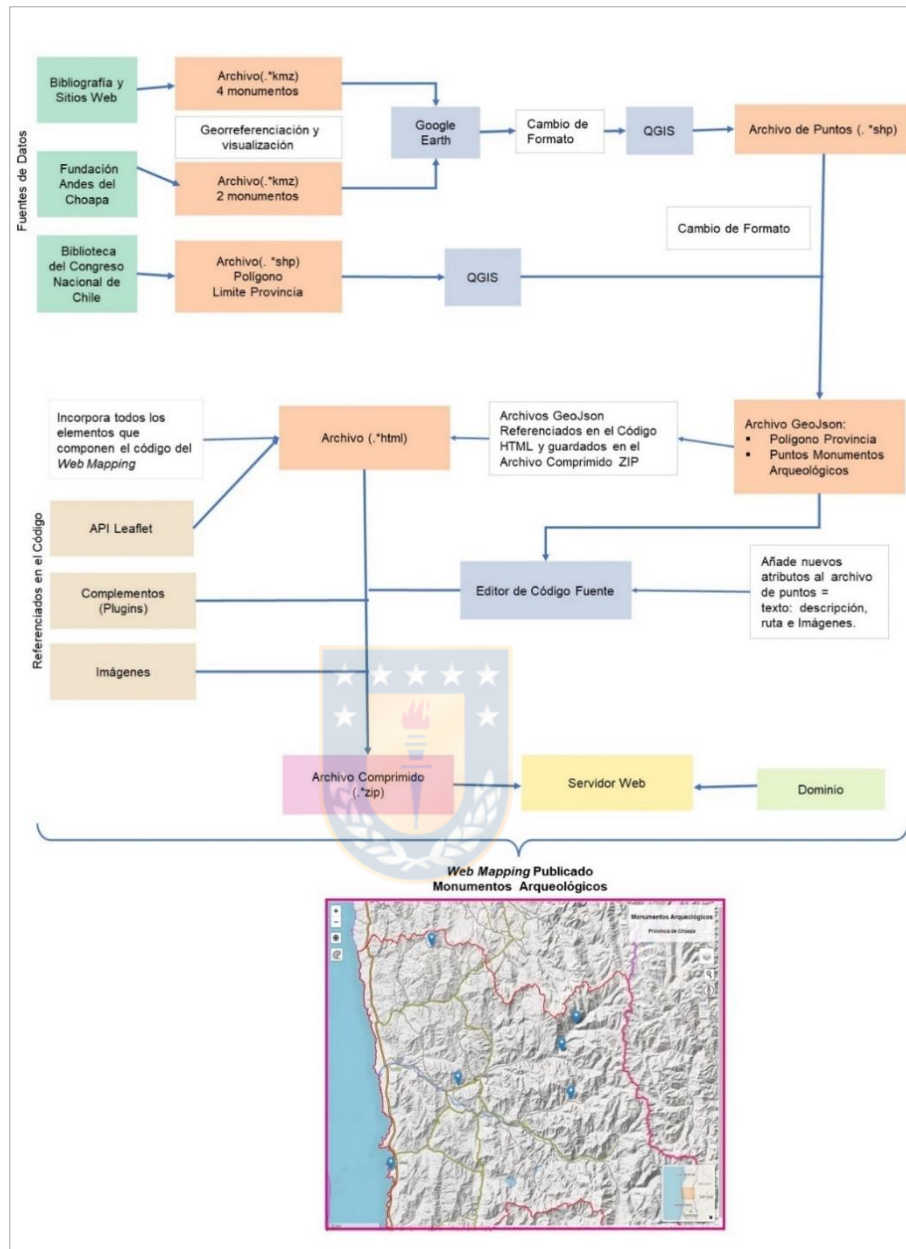 Fuentes de Datos
Bibliografía y
Sitios Web
Archivo(.*kmz)
4 monumentos
Georreferenciación y
visualización
Fundación
Andes del
Choapa
Archivo(.*kmz)
2 monumentos
Google
Earth
Cambio de
Formato
QGIS
Archivo de Puntos (. *shp)
Biblioteca
del Congreso
Nacional de
Chile
Archivo(. *shp)
Polígono
Limite Provincia
QGIS
Cambio de Formato
Incorpora todos los
elementos que
componen el código del
Web Mapping
Archivo (.*html)
Archivos GeoJson
Referenciados en el Código
HTML y guardados en el
Archivo Comprimido ZIP
Archivo GeoJson:
▪ Polígono Provincia
▪ Puntos Monumentos
Arqueológicos
Referenciados en el Código
API Leaflet
Complementos
(Plugins)
Imágenes
Editor de Código Fuente
Añade nuevos
atributos al archivo
de puntos =
texto: descripción,
ruta e Imágenes.
Archivo Comprimido
(.*zip)
Servidor Web
Dominio
Web Mapping Publicado
Monumentos Arqueológicos
+
−
Monumentos Arqueológicos
Provincia de Choapa